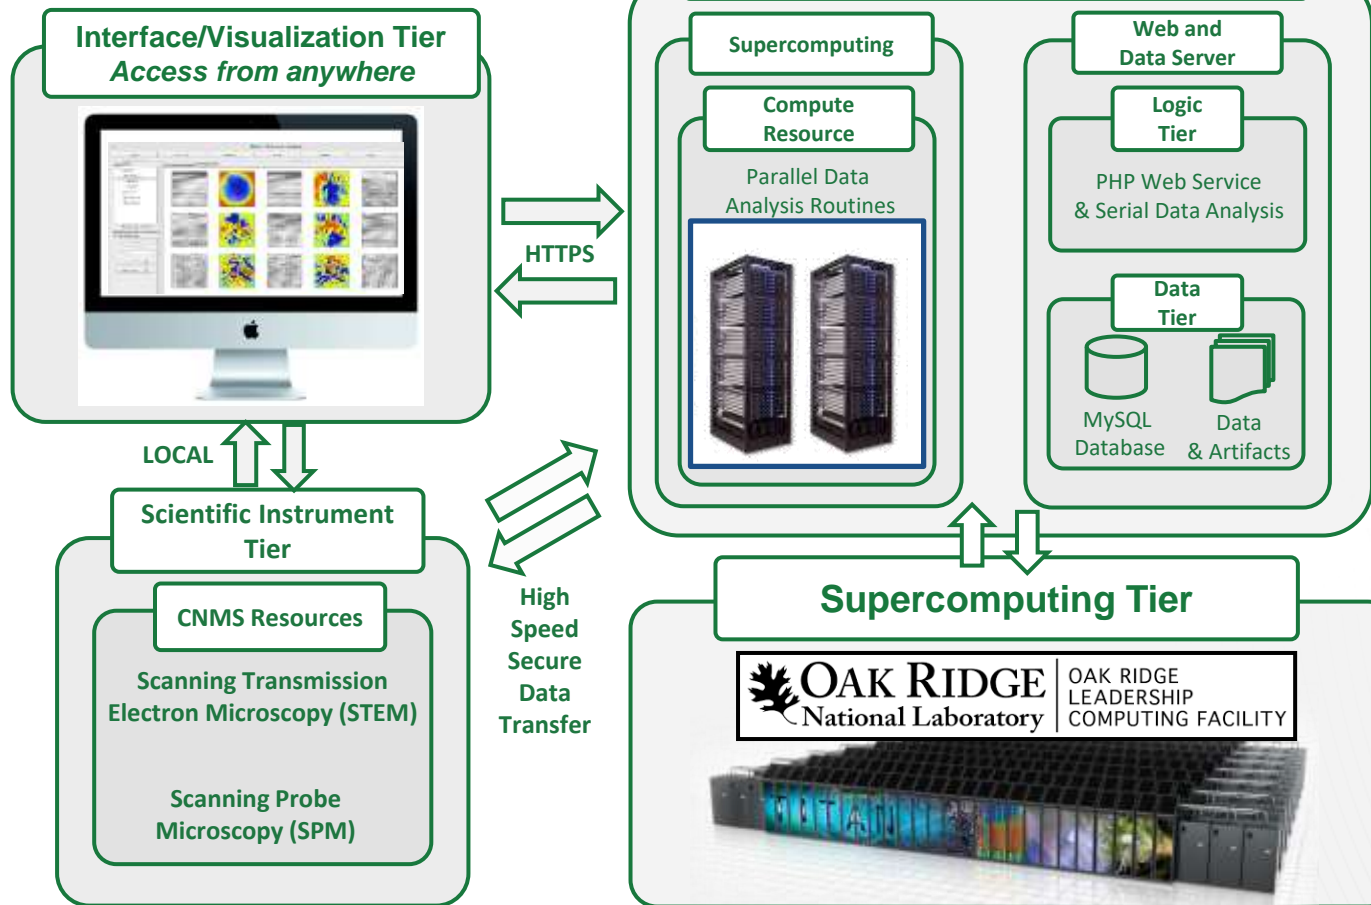 Interface/Visualization Tier
Access from anywhere
HTTPS
LOCAL
Scientific Instrument
Tier
CNMS Resources
Scanning Transmission
Electron Microscopy (STEM)
Scanning Probe
Microscopy (SPM)
High
Speed
Secure
Data
Transfer
Supercomputing
Compute
Resource
Parallel Data
Analysis Routines
Web and
Data Server
Logic
Tier
PHP Web Service
& Serial Data Analysis
Data
Tier
MySQL
Database
Data
& Artifacts
Supercomputing Tier
OAK RIDGE
National Laboratory
OAK RIDGE
LEADERSHIP
COMPUTING FACILITY
TITAN